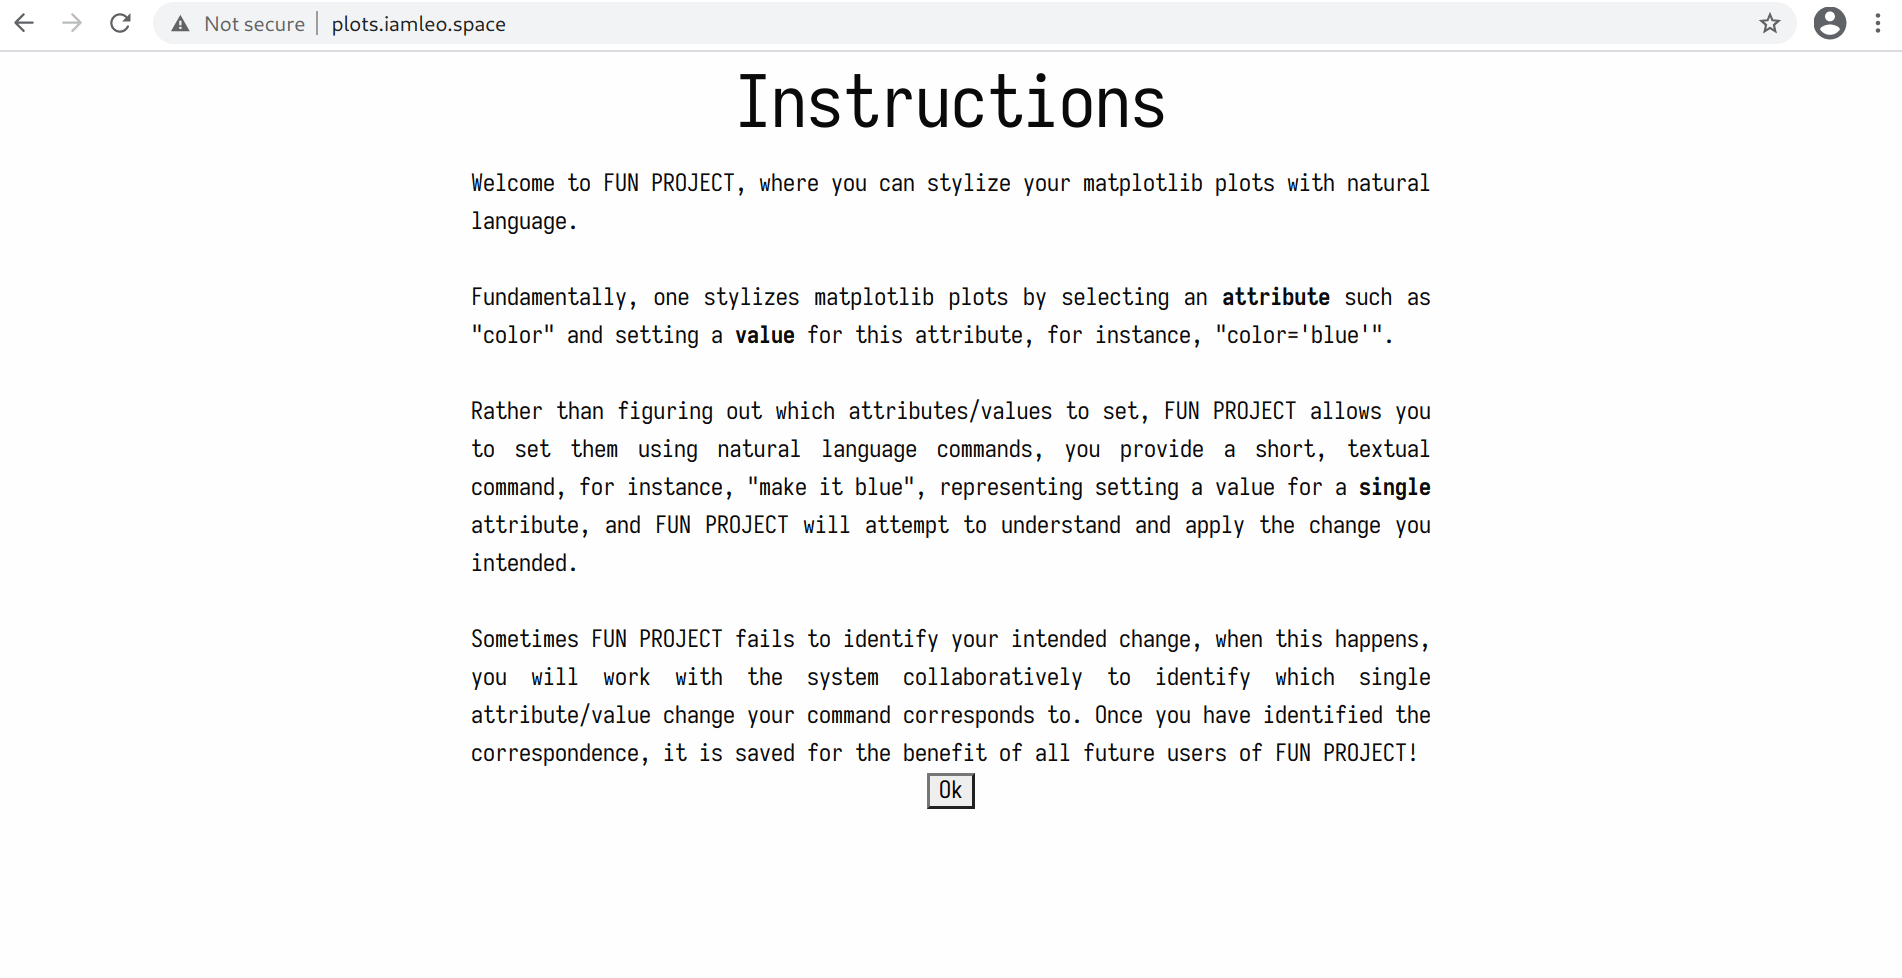 Not secure | plots.iamleo.space
Instructions
Welcome to FUN PROJECT, where you can stylize your matplotlib plots with natural
language.
Fundamentally, one stylizes matplotlib plots by selecting an attribute such as
"color" and setting a value for this attribute, for instance, "color='blue'".
Rather than figuring out which attributes/values to set, FUN PROJECT allows you
to set them using natural language commands, you provide a short, textual
command, for instance, "make it blue", representing setting a value for a single
attribute, and FUN PROJECT will attempt to understand and apply the change you
intended.
Sometimes FUN PROJECT fails to identify your intended change, when this happens,
you will work with the system collaboratively to identify which single
attribute/value change your command corresponds to. Once you have identified the
correspondence, it is saved for the benefit of all future users of FUN PROJECT!
Ok